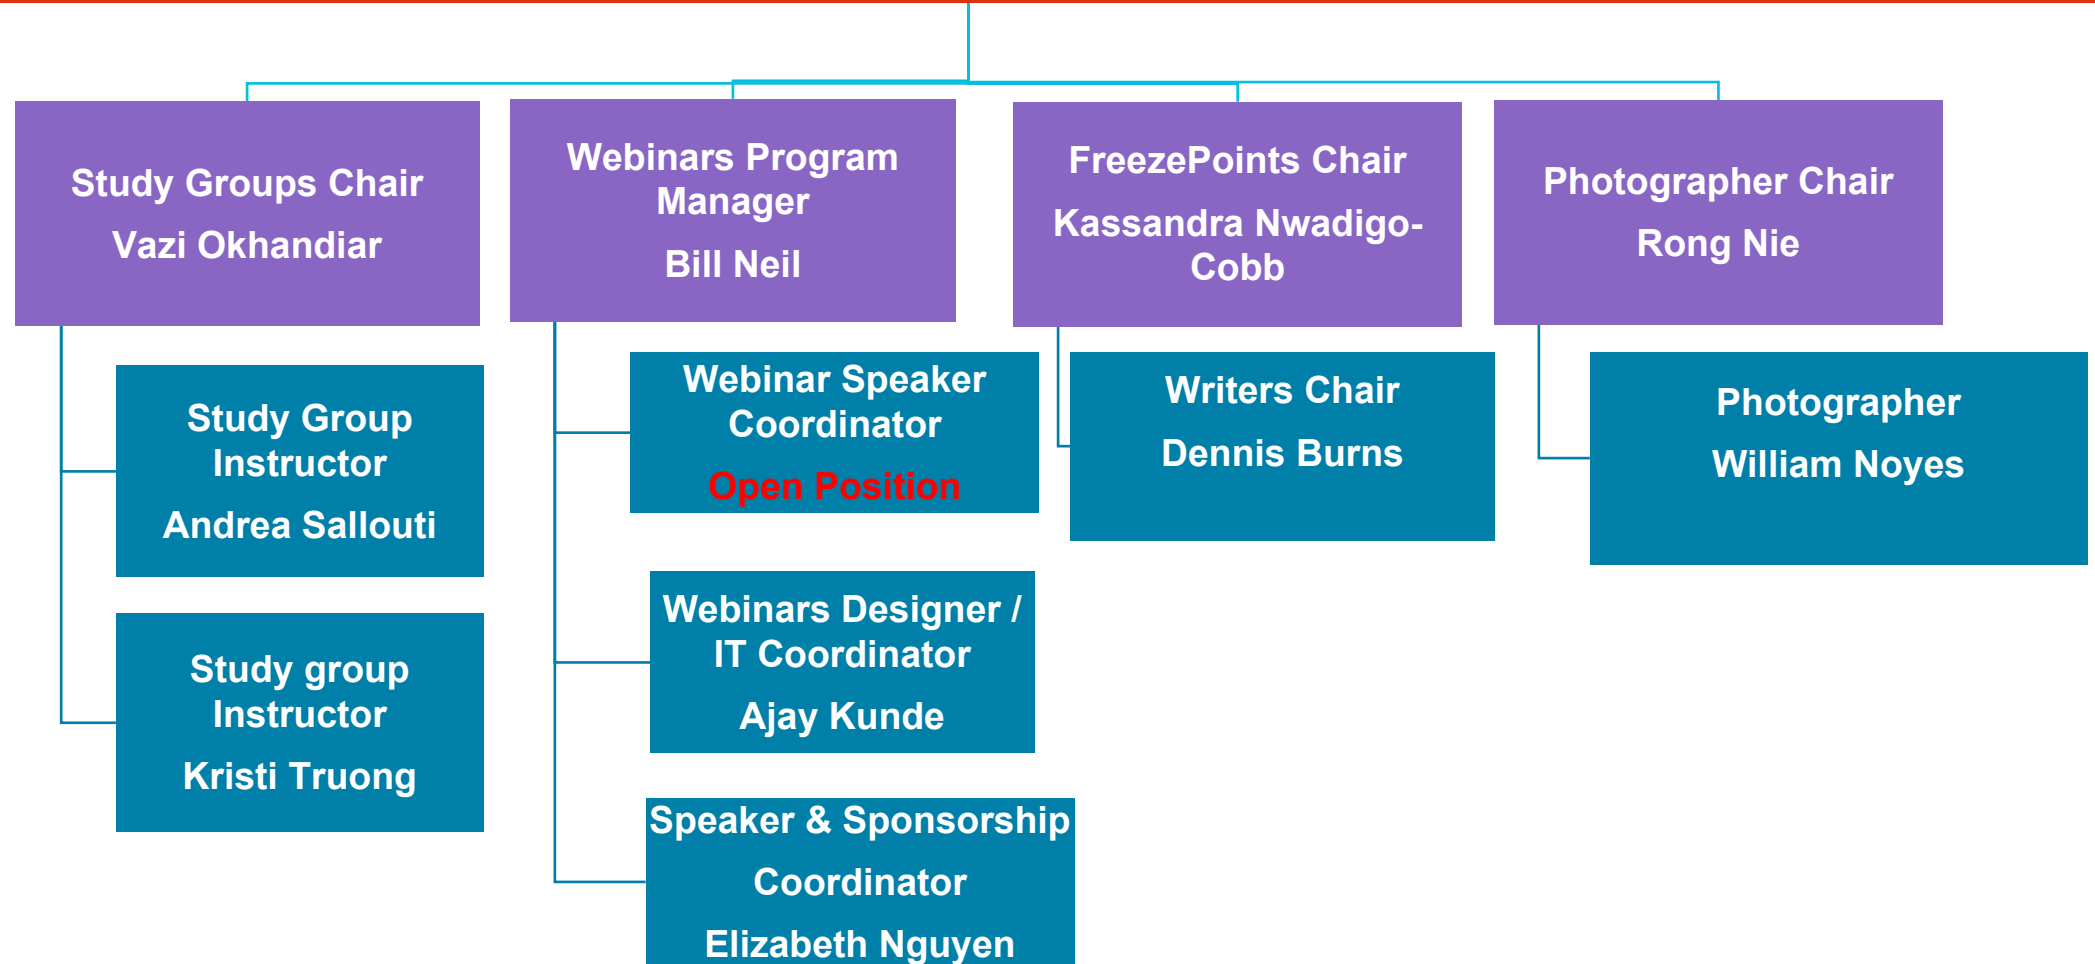 Study Groups Chair
Vazi Okhandiar
Webinars Program
Manager
Bill Neil
FreezePoints Chair
Kassandra Nwadigo-
Cobb
Photographer Chair
Rong Nie
Study Group
Instructor
Andrea Sallouti
Study group
Instructor
Kristi Truong
Webinar Speaker
Coordinator
Open Position
Webinars Designer /
IT Coordinator
Ajay Kunde
Speaker & Sponsorship
Coordinator
Elizabeth Nguyen
Writers Chair
Dennis Burns
Photographer
William Noyes